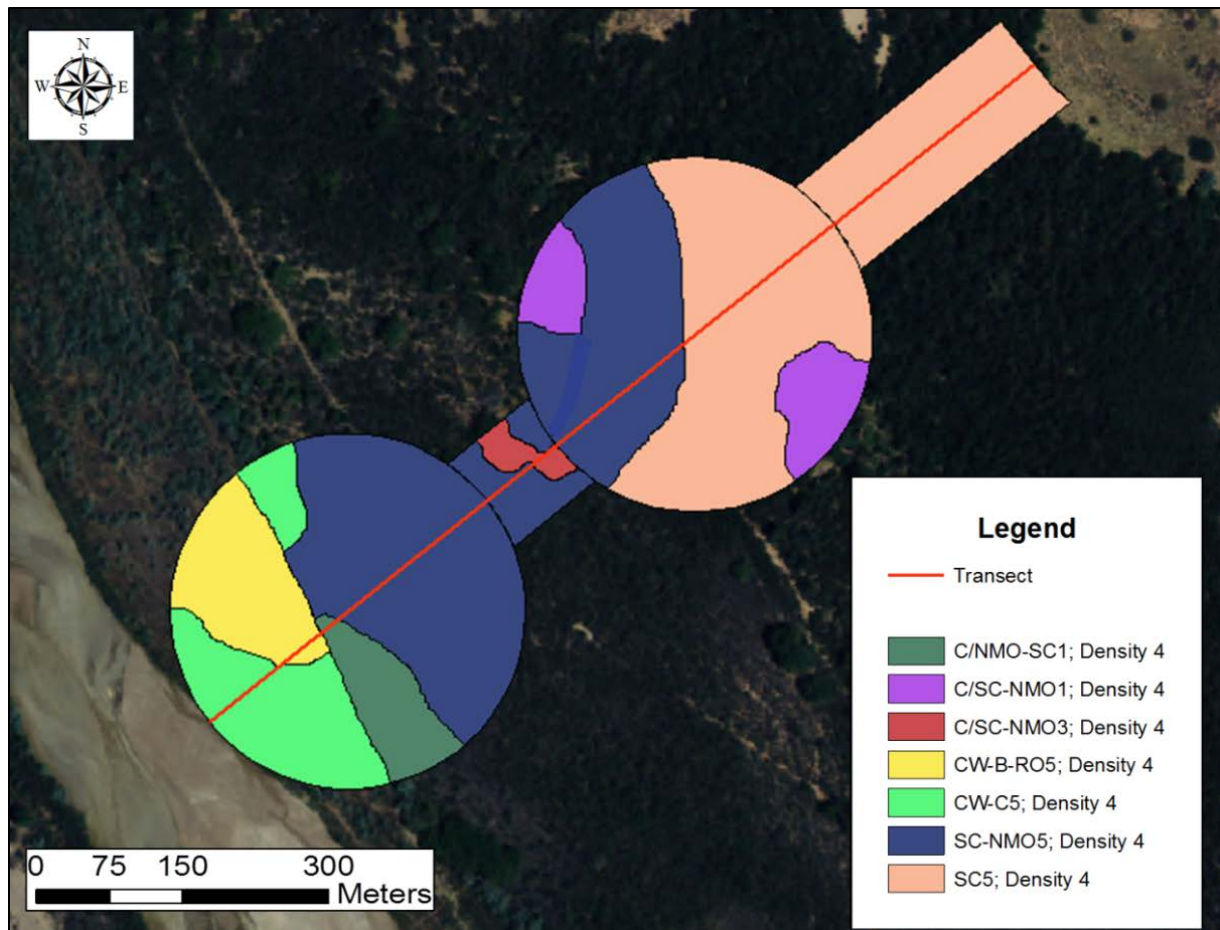 N
W E
S
Legend
Transect
C/NMO-SC1; Density 4
C/SC-NMO1; Density 4
C/SC-NMO3; Density 4
CW-B-RO5; Density 4
CW-C5; Density 4
SC-NMO5; Density 4
SC5; Density 4
0 75 150 300
Meters